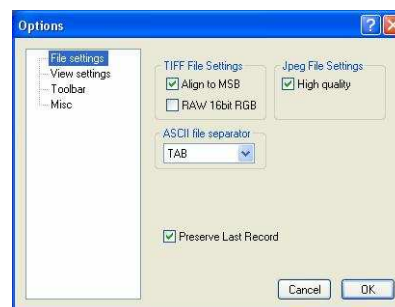 Options
File settings
View settings
Toolbar
Misc
TIFF File Settings
Align to MSB
RAW 16bit RGB
Jpeg File Settings
High quality
ASCII file separator
TAB
Preserve Last Record
Cancel
OK